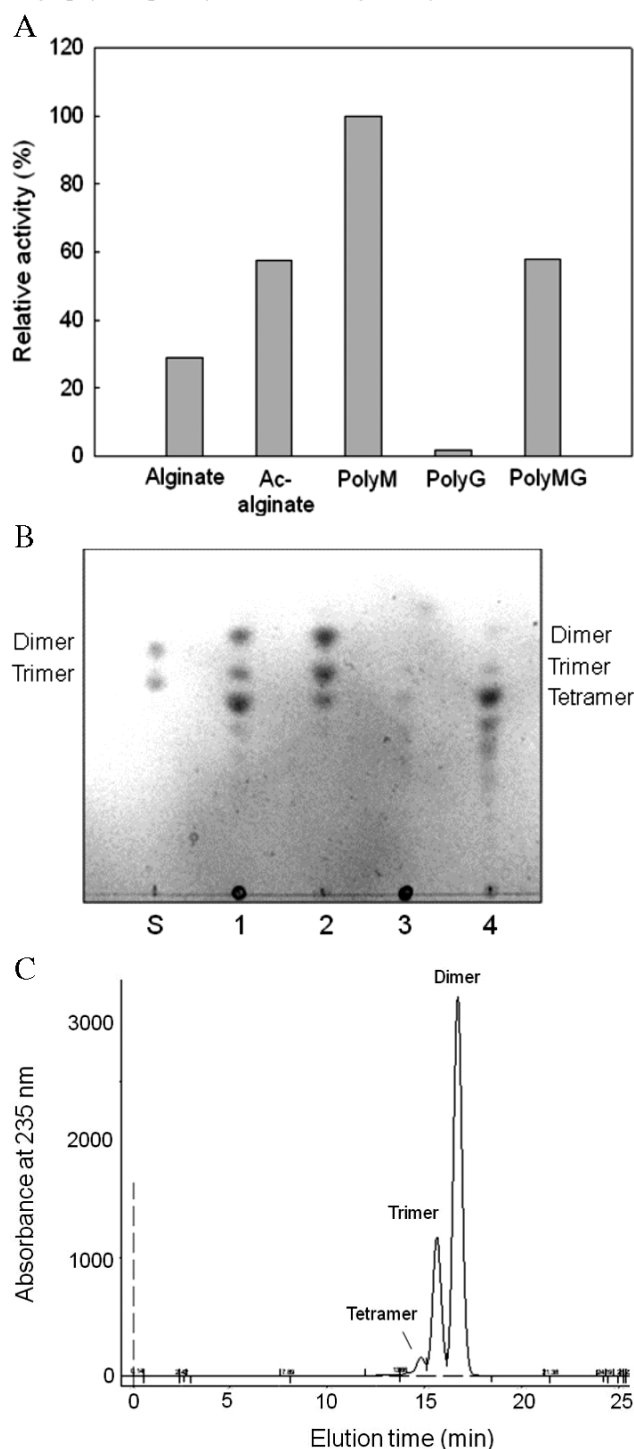 A
120
100
80
60
40
20
0
Relative activity (%)
Alginate
Ac-
alginate
PolyM
PolyG
PolyMG
B
Dimer
Trimer
Dimer
Trimer
Tetramer
S 1 2 3 4
C
Dimer
Trimer
Tetramer
3000
2000
1000
0
Absorbance at 235 nm
0 5 10 15 20 25
Elution time (min)